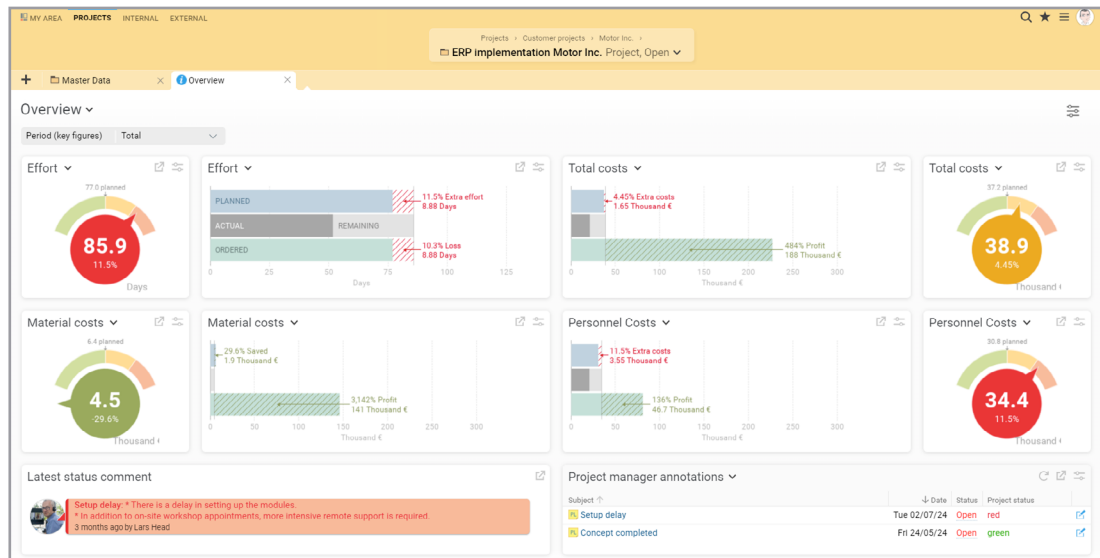 MY AREA PROJECTS INTERNAL EXTERNAL
Projects › Customer projects › Motor Inc. ›
ERP implementation Motor Inc. Project, Open
+ Master Data × Overview ×
Overview
Period (key figures) Total
Effort
77.0 planned
85.9
11.5%
Days
Effort
PLANNED
11.5% Extra effort
8.88 Days
ACTUAL REMAINING
ORDERED
10.3% Loss
8.88 Days
0 25 50 75 100 125
Days
Total costs
4.45% Extra costs
1.65 Thousand €
484% Profit
188 Thousand €
0 50 100 150 200 250 300
Thousand €
Total costs
37.2 planned
38.9
4.45%
Thousand €
Material costs
6.4 planned
4.5
-29.6%
Thousand €
Material costs
29.6% Saved
1.9 Thousand €
3,142% Profit
141 Thousand €
0 50 100 150 200 250 300
Thousand €
Personnel Costs
11.5% Extra costs
3.55 Thousand €
136% Profit
46.7 Thousand €
0 50 100 150 200 250 300
Thousand €
Personnel Costs
30.8 planned
34.4
11.5%
Thousand €
Latest status comment
Setup delay: * There is a delay in setting up the modules.
* In addition to on-site workshop appointments, more intensive remote support is required.
3 months ago by Lars Head
Project manager annotations
Subject ↑ ↓ Date Status Project status
PL Setup delay Tue 02/07/24 Open red
PL Concept completed Fri 24/05/24 Open green